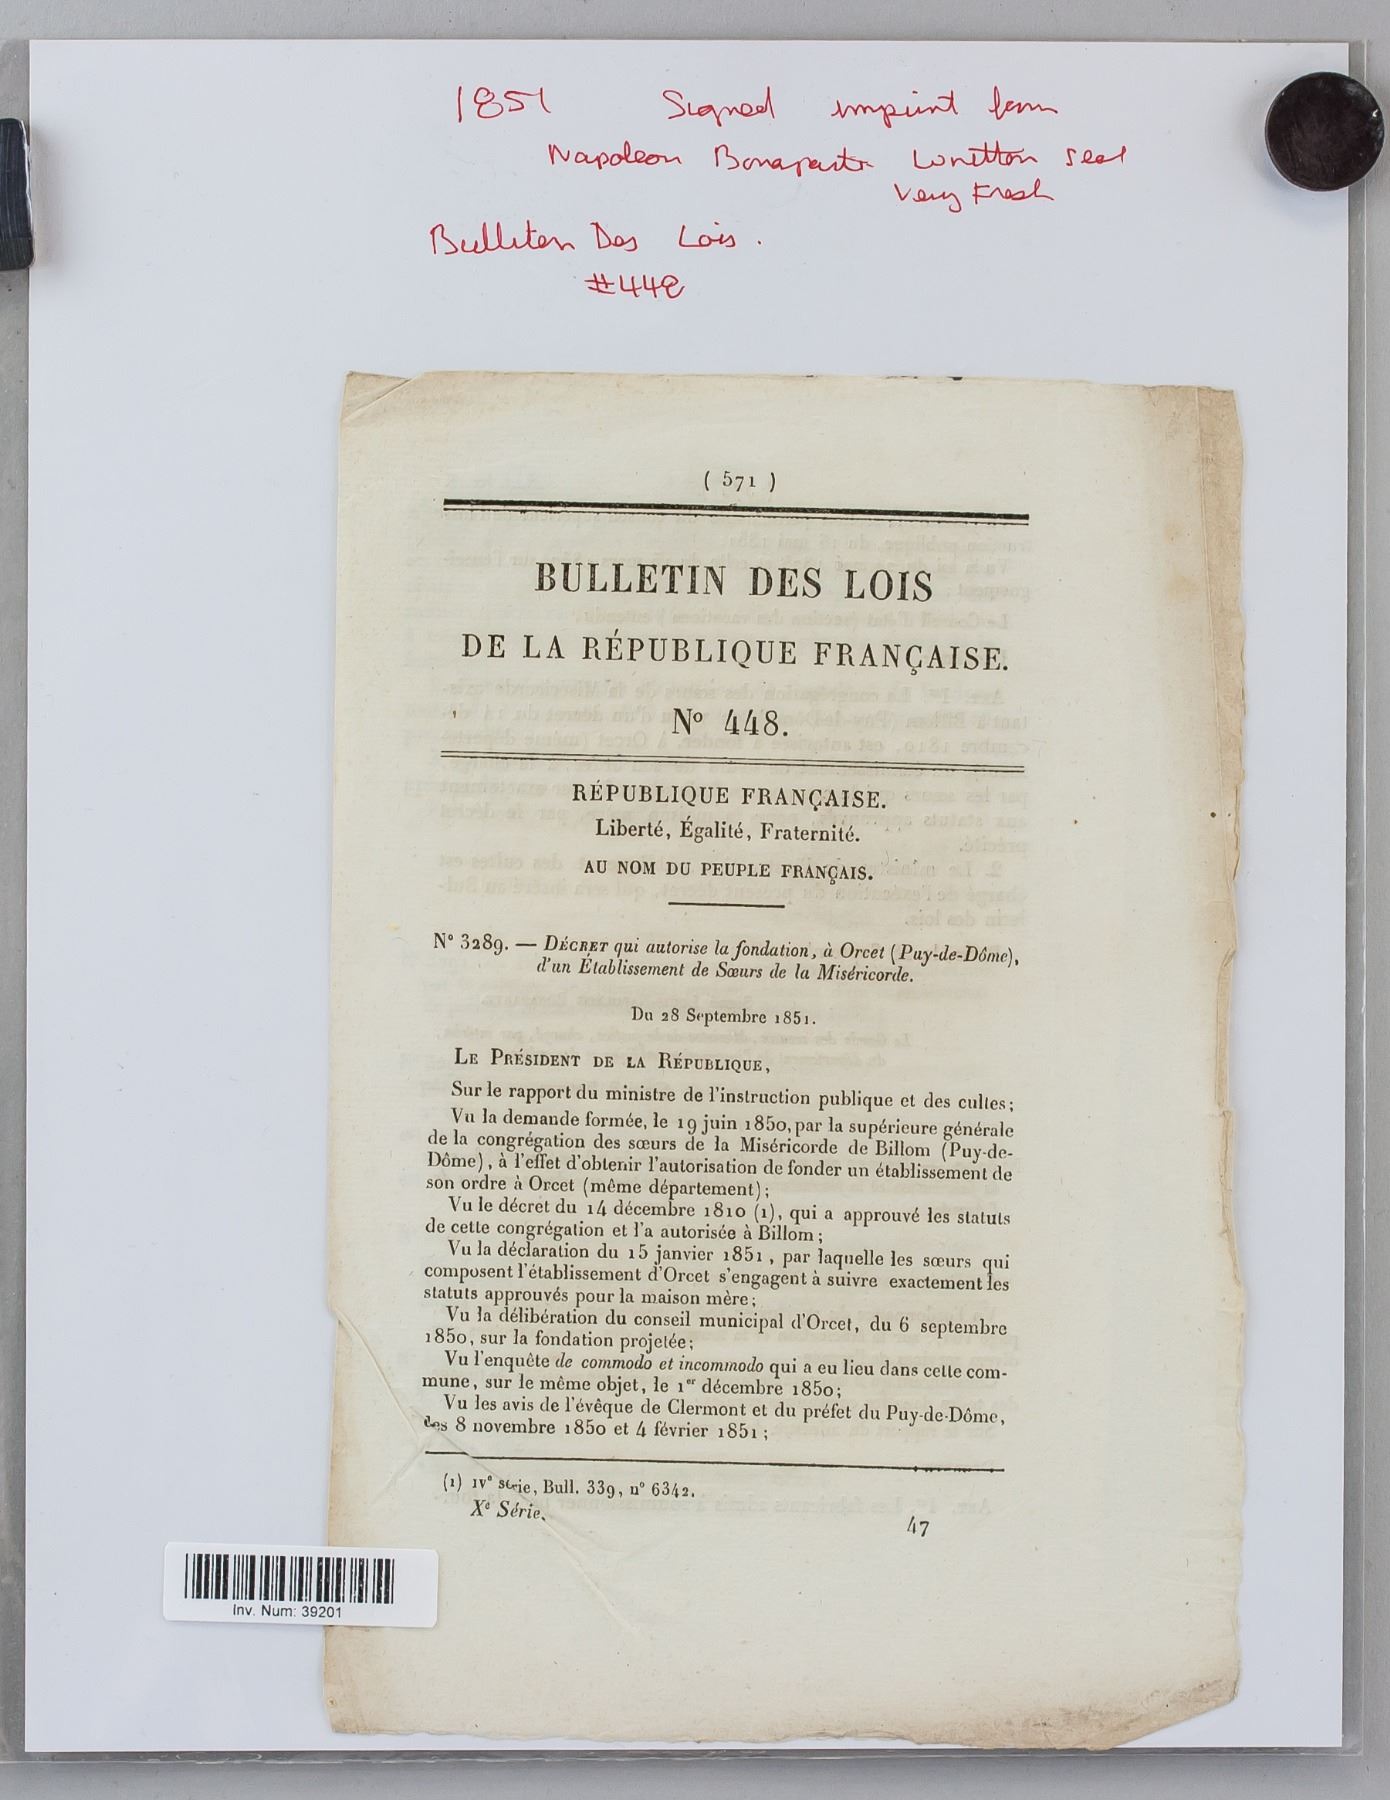 1851 Signed imprint from
Napoleon Bonaparte written seal
Very Fresh
Bulleten Des Lois.
#448
( 571 )
BULLETIN DES LOIS
DE LA RÉPUBLIQUE FRANÇAISE.
N° 448.
RÉPUBLIQUE FRANÇAISE.
Liberté, Égalité, Fraternité.
AU NOM DU PEUPLE FRANÇAIS.
N° 3289. — DÉCRET qui autorise la fondation, à Orcet (Puy-de-Dôme),
d'un Établissement de Sœurs de la Miséricorde.
Du 28 Septembre 1851.
LE PRÉSIDENT DE LA RÉPUBLIQUE,
Sur le rapport du ministre de l'instruction publique et des cultes;
Vu la demande formée, le 19 juin 1850, par la supérieure générale
de la congrégation des sœurs de la Miséricorde de Billom (Puy-de-
Dôme), à l'effet d'obtenir l'autorisation de fonder un établissement de
son ordre à Orcet (même département);
Vu le décret du 14 décembre 1810 (1), qui a approuvé les statuts
de cette congrégation et l'a autorisée à Billom;
Vu la déclaration du 15 janvier 1851, par laquelle les sœurs qui
composent l'établissement d'Orcet s'engagent à suivre exactement les
statuts approuvés pour la maison mère;
Vu la délibération du conseil municipal d'Orcet, du 6 septembre
1850, sur la fondation projetée;
Vu l'enquête de commodo et incommodo qui a eu lieu dans cette com-
mune, sur le même objet, le 1er décembre 1850;
Vu les avis de l'évêque de Clermont et du préfet du Puy-de-Dôme,
des 8 novembre 1850 et 4 février 1851;
(1) IVe série, Bull. 339, n° 6342.
Xe Série.
47
Inv. Num: 39201